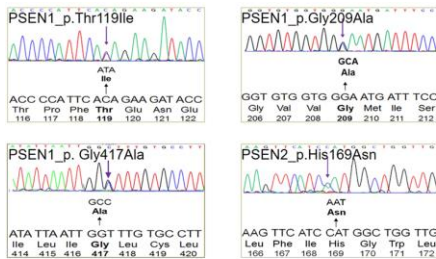 PSEN1_p.Thr119Ile
ATA
Ile
ACC CCA TTC ACA GAA GAT ACC
Thr Pro Phe Thr Glu Asn Glu
116 117 118 119 120 121 122
PSEN1_p.Gly209Ala
GCA
Ala
GGT GTG GTG GGA ATG ATT TCC
Gly Val Val Gly Met Ile Ser
206 207 208 209 210 211 212
PSEN1_p. Gly417Ala
GCC
Ala
ATA TTA ATT GGT TTG TGC CTT
Ile Leu Ile Gly Leu Cys Leu
414 415 416 417 418 419 420
PSEN2_p.His169Asn
AAT
Asn
AAG TTC ATC CAT GGC TGG TTG
Leu Phe Ile His Gly Trp Leu
166 167 168 169 170 171 172